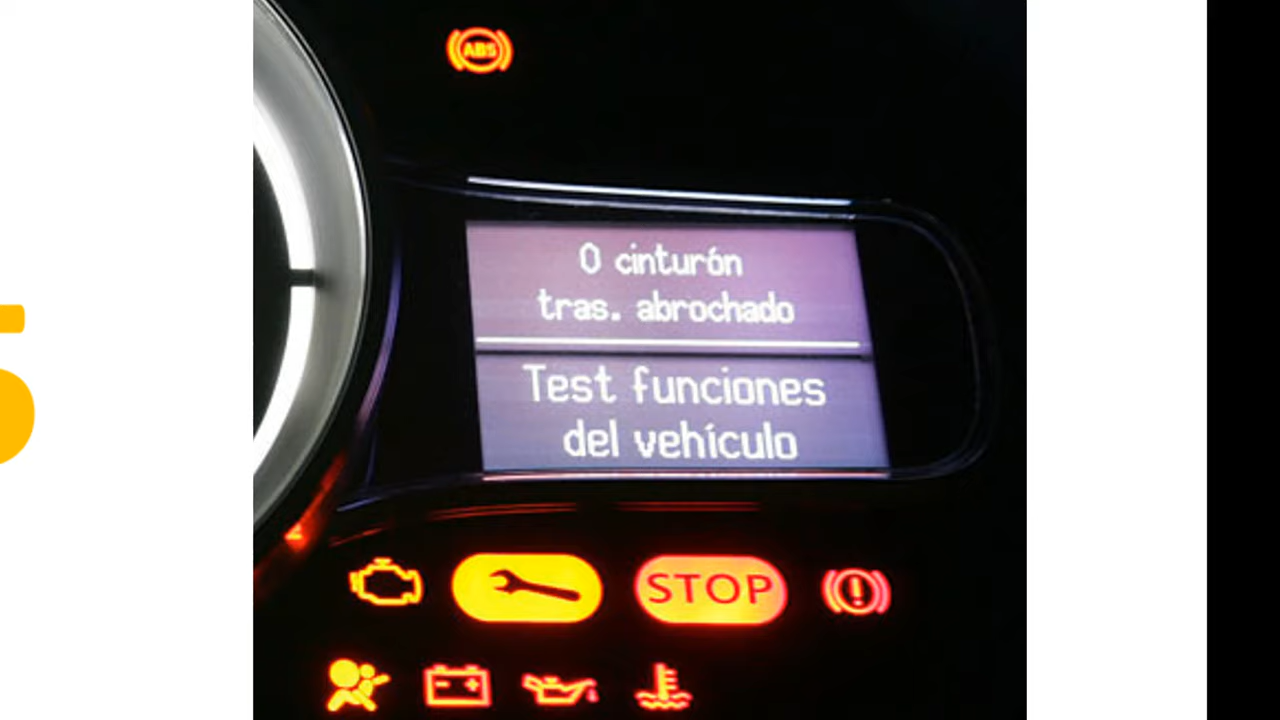 ABS
0 cinturón
tras. abrochado
Test funciones
del vehículo
STOP